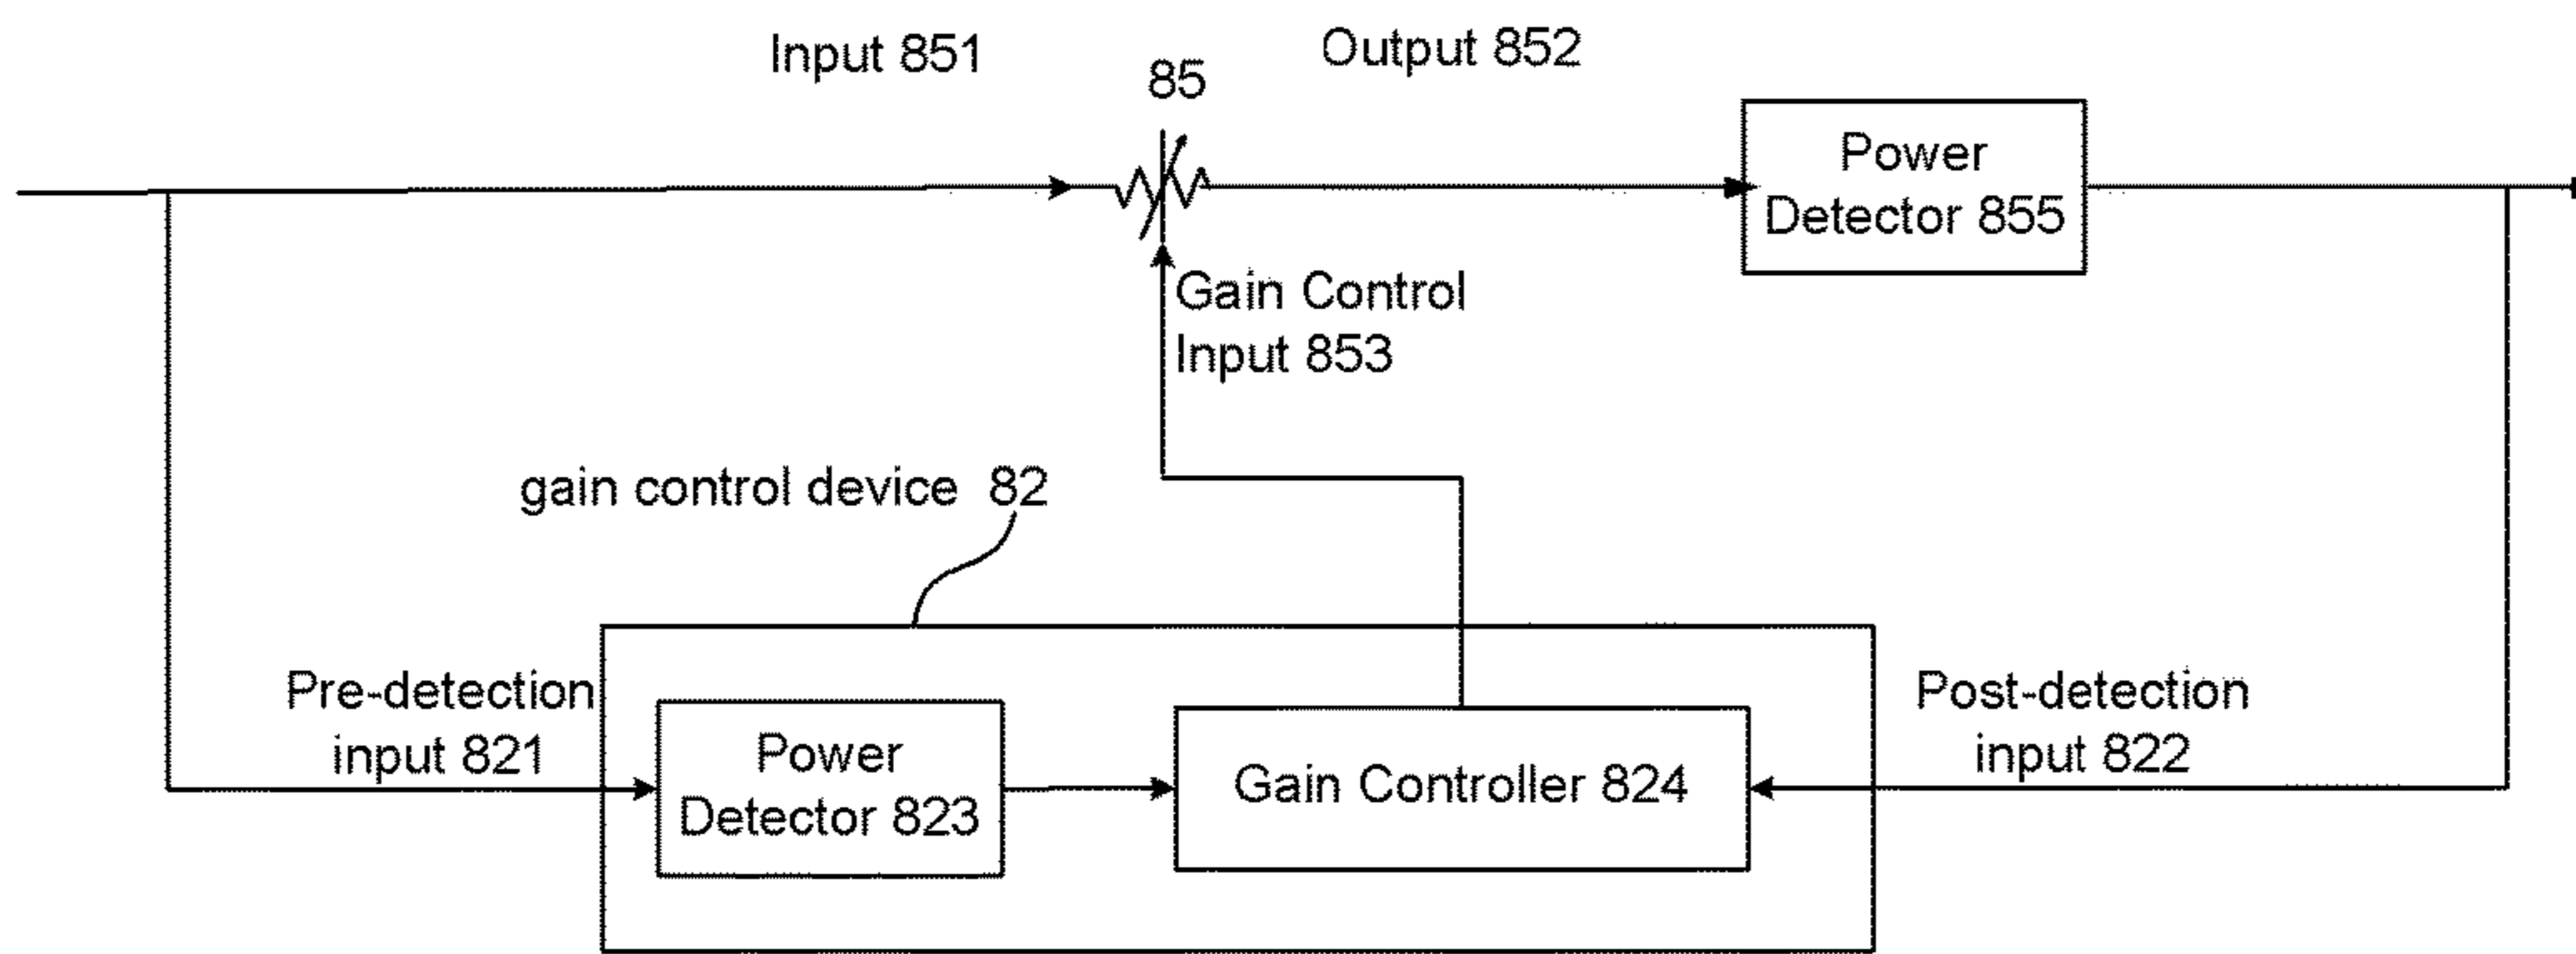 Input 851
85
Output 852
Power
Detector 855
Gain Control
Input 853
gain control device 82
Pre-detection
input 821
Power
Detector 823
Gain Controller 824
Post-detection
input 822